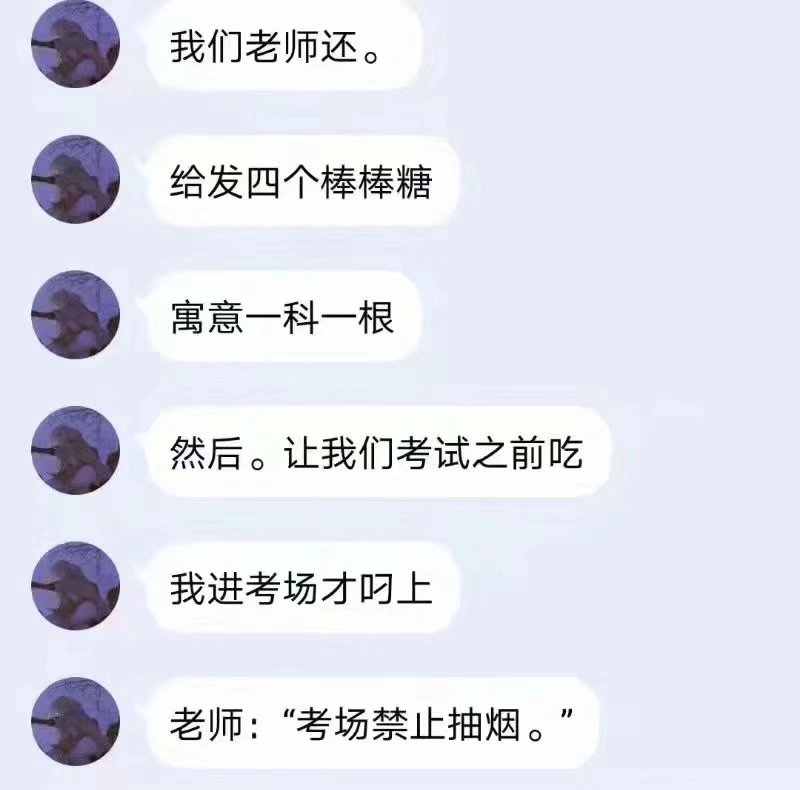 我们老师还。
给发四个棒棒糖
寓意一科一根
然后。让我们考试之前吃
我进考场才叼上
老师：“考场禁止抽烟。”